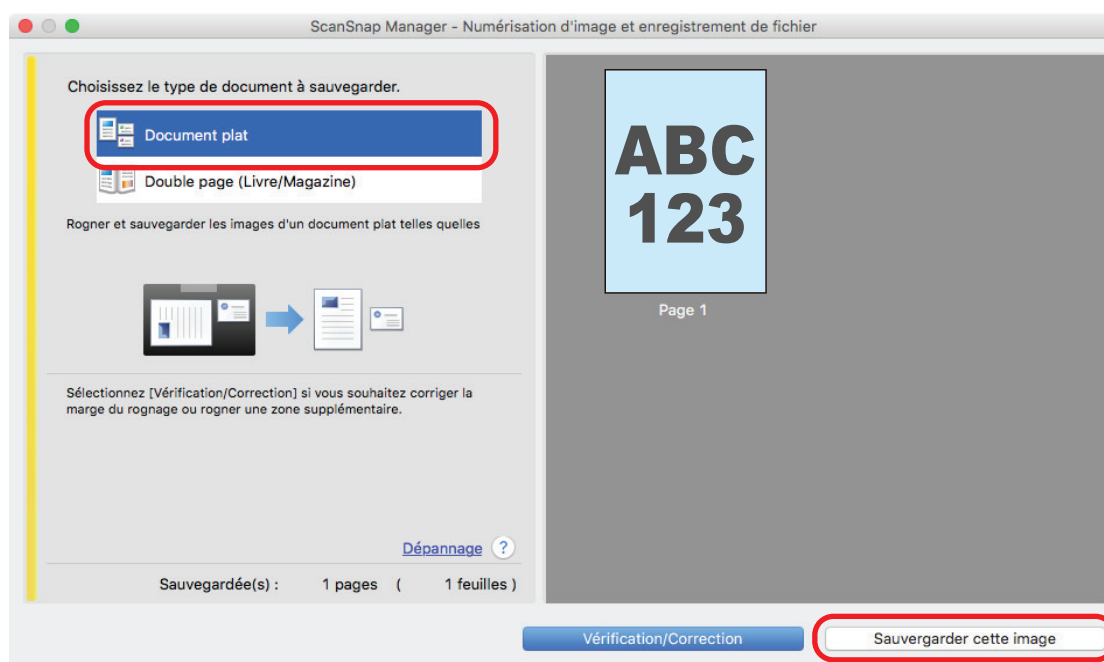 ScanSnap Manager - Numérisation d'image et enregistrement de fichier
Choisissez le type de document à sauvegarder.
Document plat
Double page (Livre/Magazine)
Rogner et sauvegarder les images d'un document plat telles quelles
Sélectionnez [Vérification/Correction] si vous souhaitez corriger la
marge du rognage ou rogner une zone supplémentaire.
Dépannage ?
Sauvegardée(s) : 1 pages ( 1 feuilles )
ABC
123
Page 1
Vérification/Correction
Sauvergarder cette image